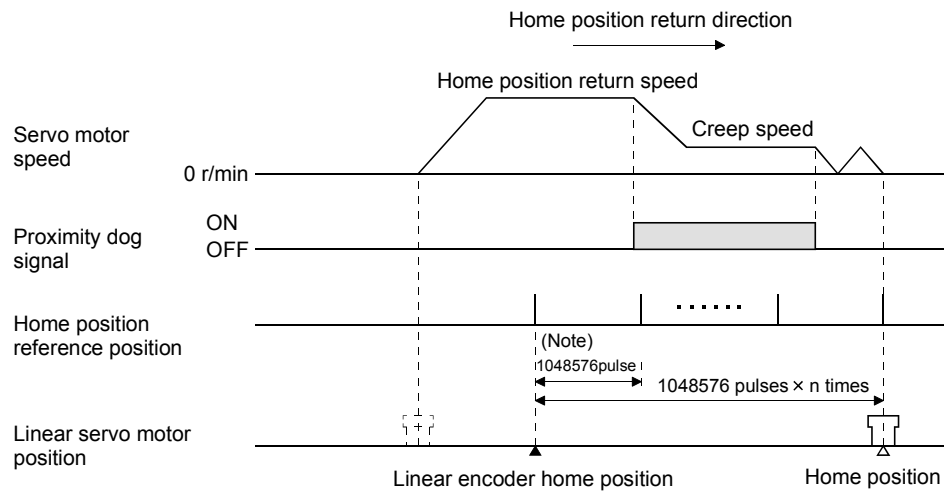 Home position return direction
Home position return speed
Servo motor
speed
Creep speed
0 r/min
ON
Proximity dog
signal
OFF
Home position
reference position
(Note)
1048576pulse
1048576 pulses × n times
Linear servo motor
position
Linear encoder home position
Home position